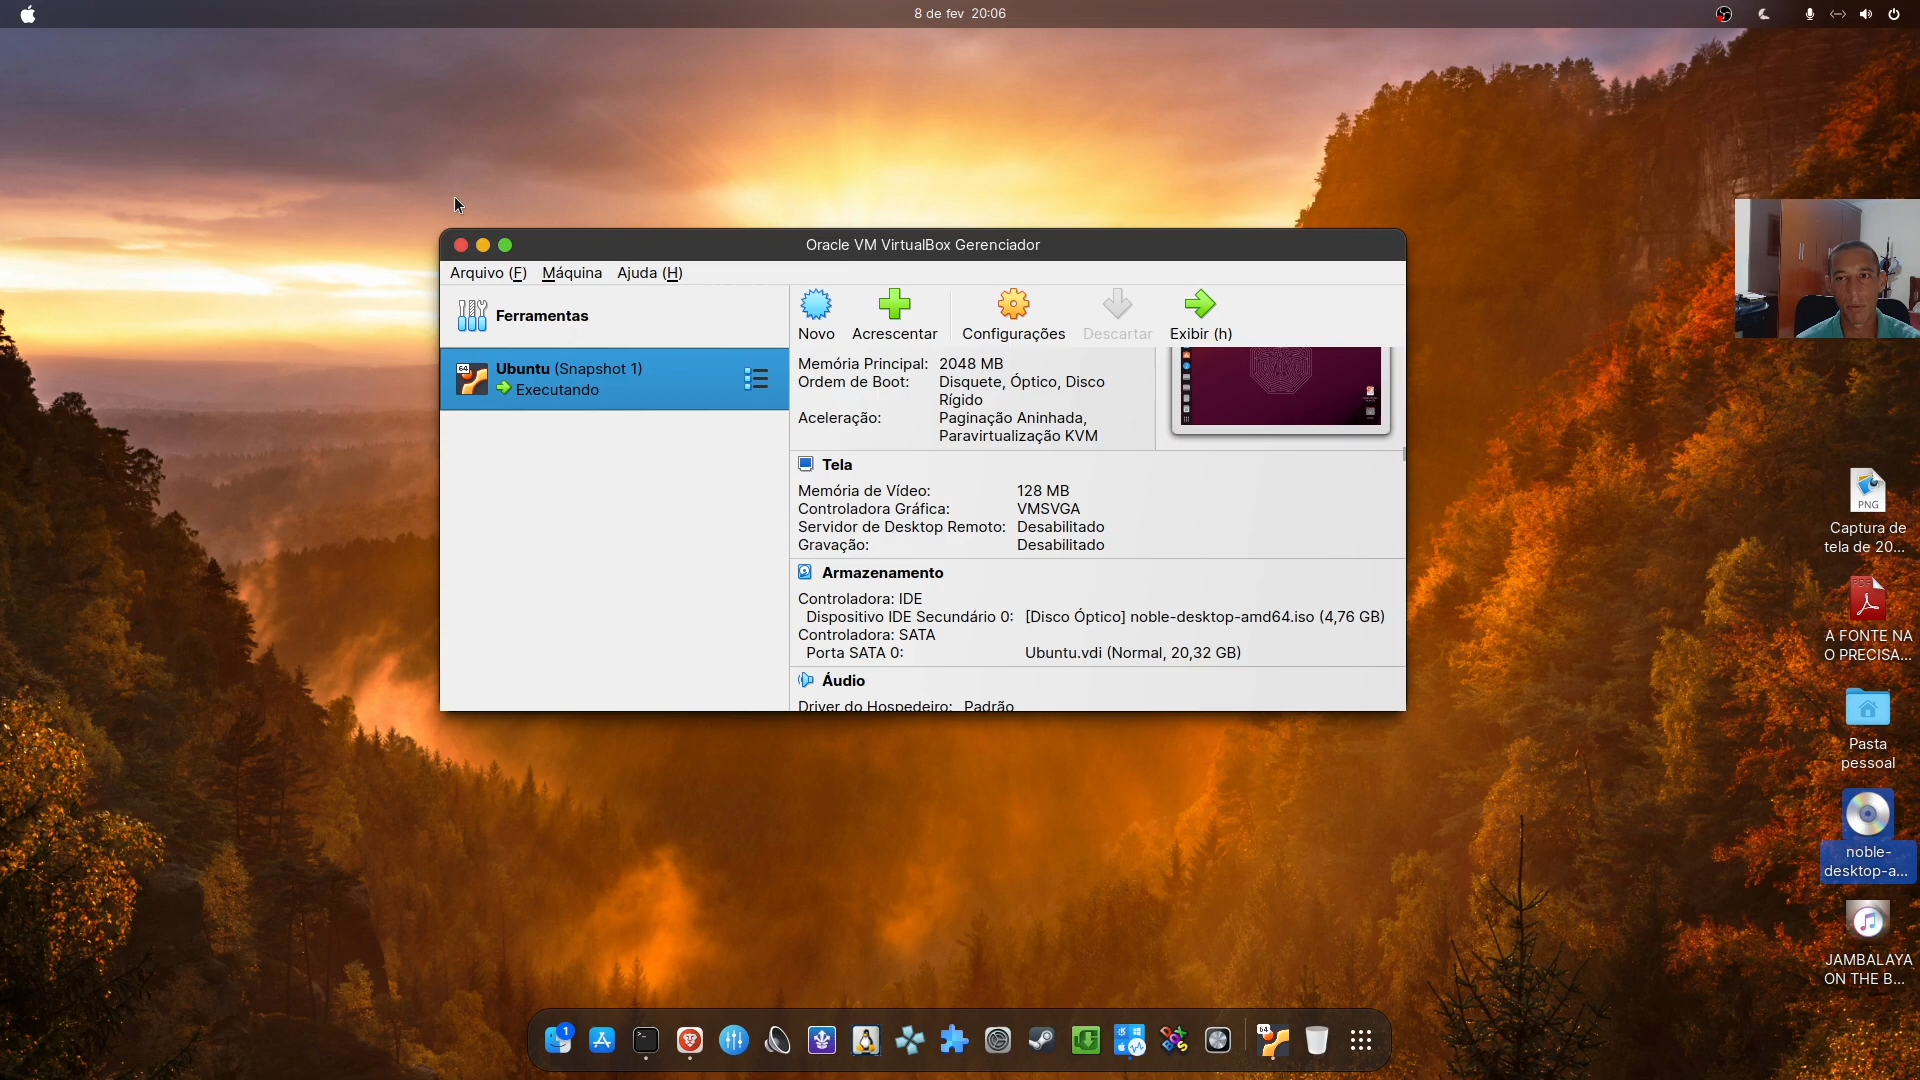 8 de fev 20:06
Oracle VM VirtualBox Gerenciador
Arquivo (F) Máquina Ajuda (H)
Ferramentas
Ubuntu (Snapshot 1)
Executando
Novo Acrescentar Configurações Descartar Exibir (h)
Memória Principal: 2048 MB
Ordem de Boot: Disquete, Óptico, Disco
Rígido
Aceleração: Paginação Aninhada,
Paravirtualização KVM
Tela
Memória de Vídeo: 128 MB
Controladora Gráfica: VMSVGA
Servidor de Desktop Remoto: Desabilitado
Gravação: Desabilitado
Armazenamento
Controladora: IDE
Dispositivo IDE Secundário 0: [Disco Óptico] noble-desktop-amd64.iso (4,76 GB)
Controladora: SATA
Porta SATA 0: Ubuntu.vdi (Normal, 20,32 GB)
Áudio
Driver do Hospedeiro: Padrão
PNG
Captura de
tela de 20...
A FONTE NA
O PRECISA...
Pasta
pessoal
noble-
desktop-a...
JAMBALAYA
ON THE B...
64
1
64